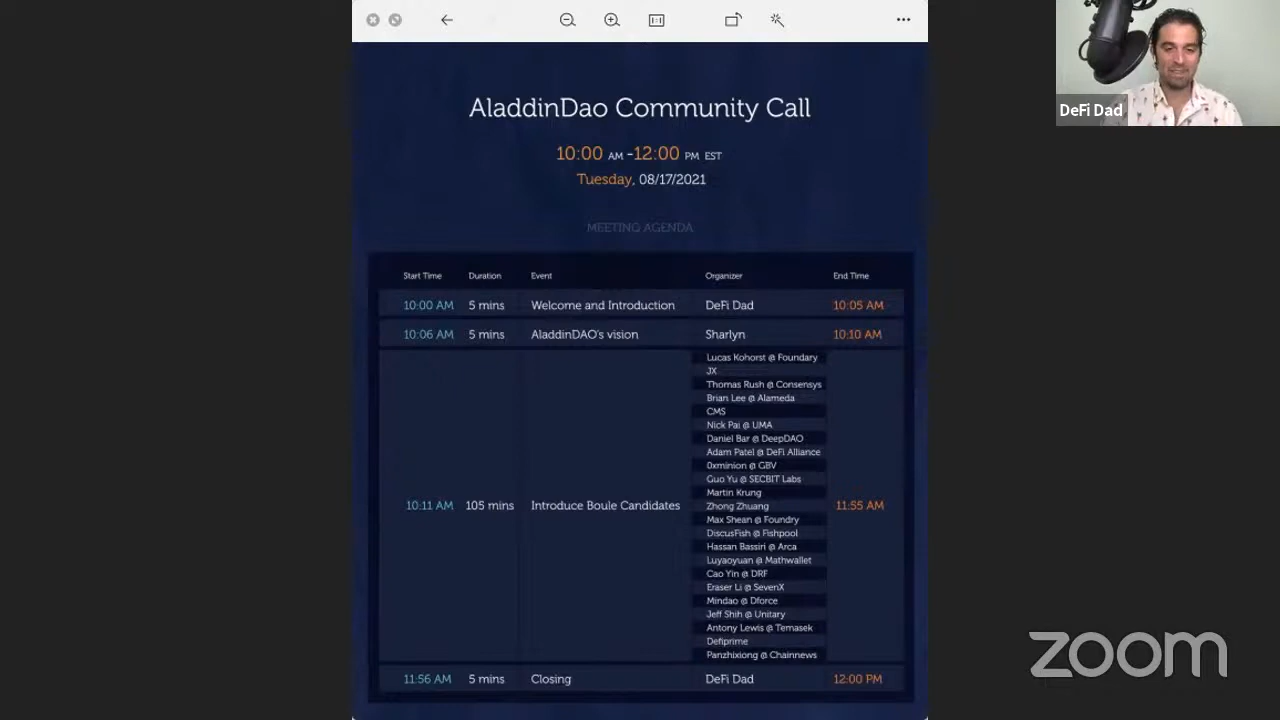 AladdinDao Community Call
10:00 AM -12:00 PM EST
Tuesday, 08/17/2021
MEETING AGENDA
Start Time Duration Event Organizer End Time
10:00 AM 5 mins Welcome and Introduction DeFi Dad 10:05 AM
10:06 AM 5 mins AladdinDAO's vision Sharlyn 10:10 AM
Lucas Kohorst @ Foundary
JX
Thomas Rush @ Consensys
Brian Lee @ Alameda
CMS
Nick Pai @ UMA
Daniel Bar @ DeepDAO
Adam Patel @ DeFi Alliance
0xminion @ GBV
Guo Yu @ SECBIT Labs
Martin Krung
10:11 AM 105 mins Introduce Boule Candidates Zhong Zhuang 11:55 AM
Max Shean @ Foundry
DiscusFish @ Fishpool
Hassan Bassiri @ Arca
Luyaoyuan @ Mathwallet
Cao Yin @ DRF
Eraser Li @ SevenX
Mindao @ Dforce
Jeff Shih @ Unitary
Antony Lewis @ Temasek
Defiprime
Panzhixiong @ Chainnews
11:56 AM 5 mins Closing DeFi Dad 12:00 PM
DeFi Dad
zoom